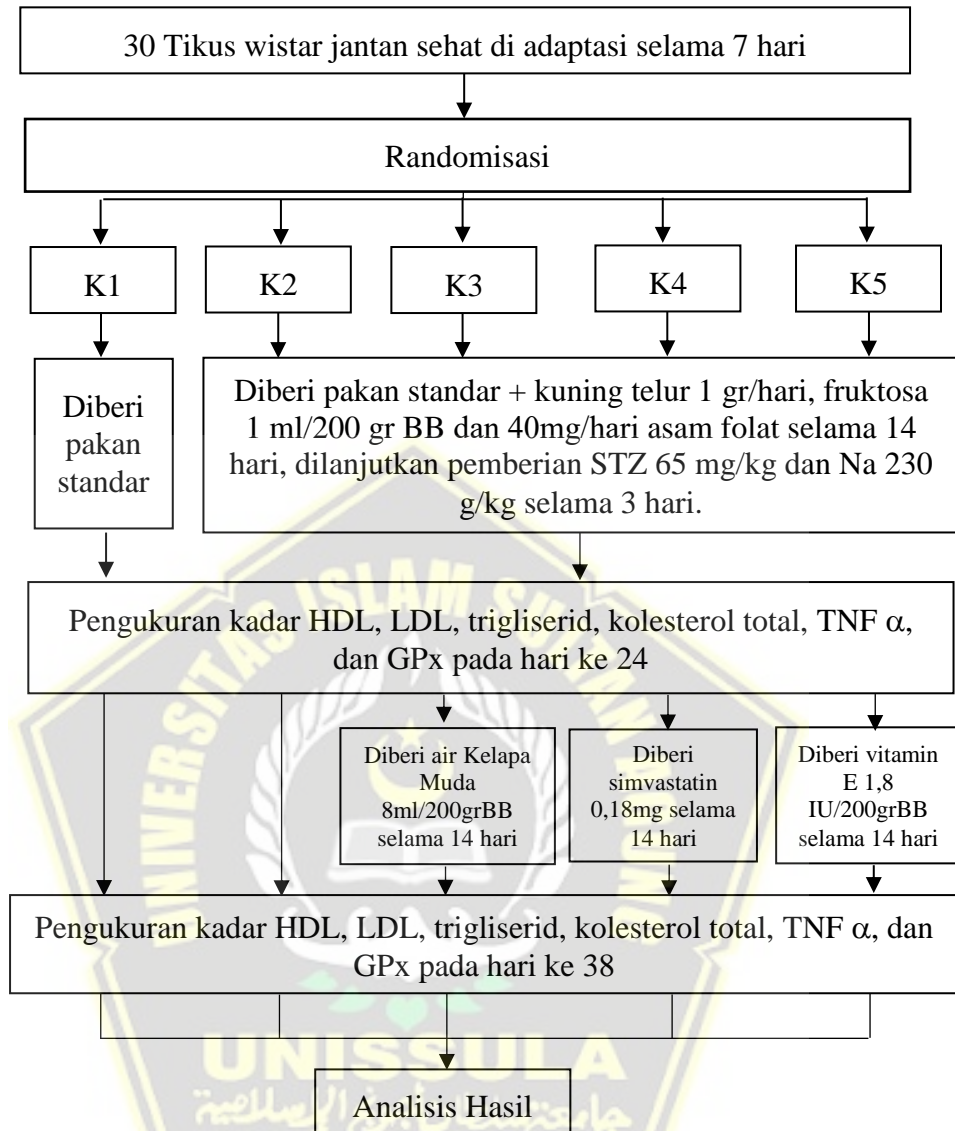 30 Tikus wistar jantan sehat di adaptasi selama 7 hari
Randomisasi
K1
K2
K3
K4
K5
Diberi
pakan
standar
Diberi pakan standar + kuning telur 1 gr/hari, fruktosa
1 ml/200 gr BB dan 40mg/hari asam folat selama 14
hari, dilanjutkan pemberian STZ 65 mg/kg dan Na 230
g/kg selama 3 hari.
Pengukuran kadar HDL, LDL, trigliserid, kolesterol total, TNF α,
dan GPx pada hari ke 24
Diberi air Kelapa
Muda
8ml/200grBB
selama 14 hari
Diberi
simvastatin
0,18mg selama
14 hari
Diberi vitamin
E 1,8
IU/200grBB
selama 14 hari
Pengukuran kadar HDL, LDL, trigliserid, kolesterol total, TNF α, dan
GPx pada hari ke 38
Analisis Hasil
UNIVERSITAS ISLAM SULTAN AGUNG
UNISSULA